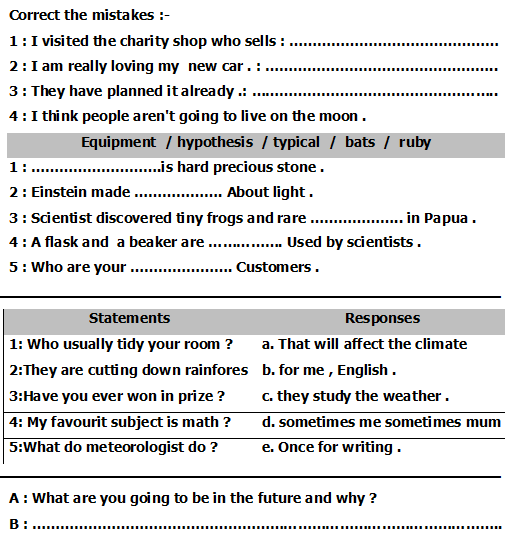 Correct the mistakes :-
1 : I visited the charity shop who sells : ………………………………………
2 : I am really loving my  new car . : ………………………………………
3 : They have planned it already .: ………………………………………
4 : I think people aren't going to live on the moon .
Equipment  / hypothesis / typical  /  bats  /  ruby
1 : ………………………is hard precious stone .
2 : Einstein made ………………. About light .
3 : Scientist discovered tiny frogs and rare ……………….. in Papua .
4 : A flask and  a beaker are ……………. Used by scientists .
5 : Who are your …………………. Customers .
Statements Responses
1: Who usually tidy your room ? a. That will affect the climate
2:They are cutting down rainfores b. for me , English .
3:Have you ever won in prize ? c. they study the weather .
4: My favourit subject is math ? d. sometimes me sometimes mum
5:What do meteorologist do ? e. Once for writing .
A : What are you going to be in the future and why ?
B : ………………………………………………………………………………..